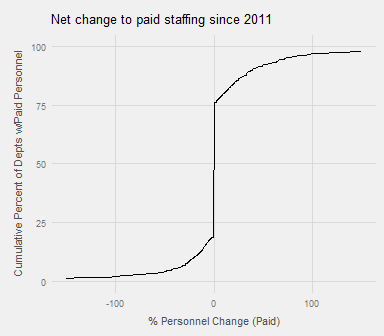 Net change to paid staffing since 2011
Cumulative Percent of Depts w/Paid Personnel
100
75
50
25
0
-100
0
100
% Personnel Change (Paid)